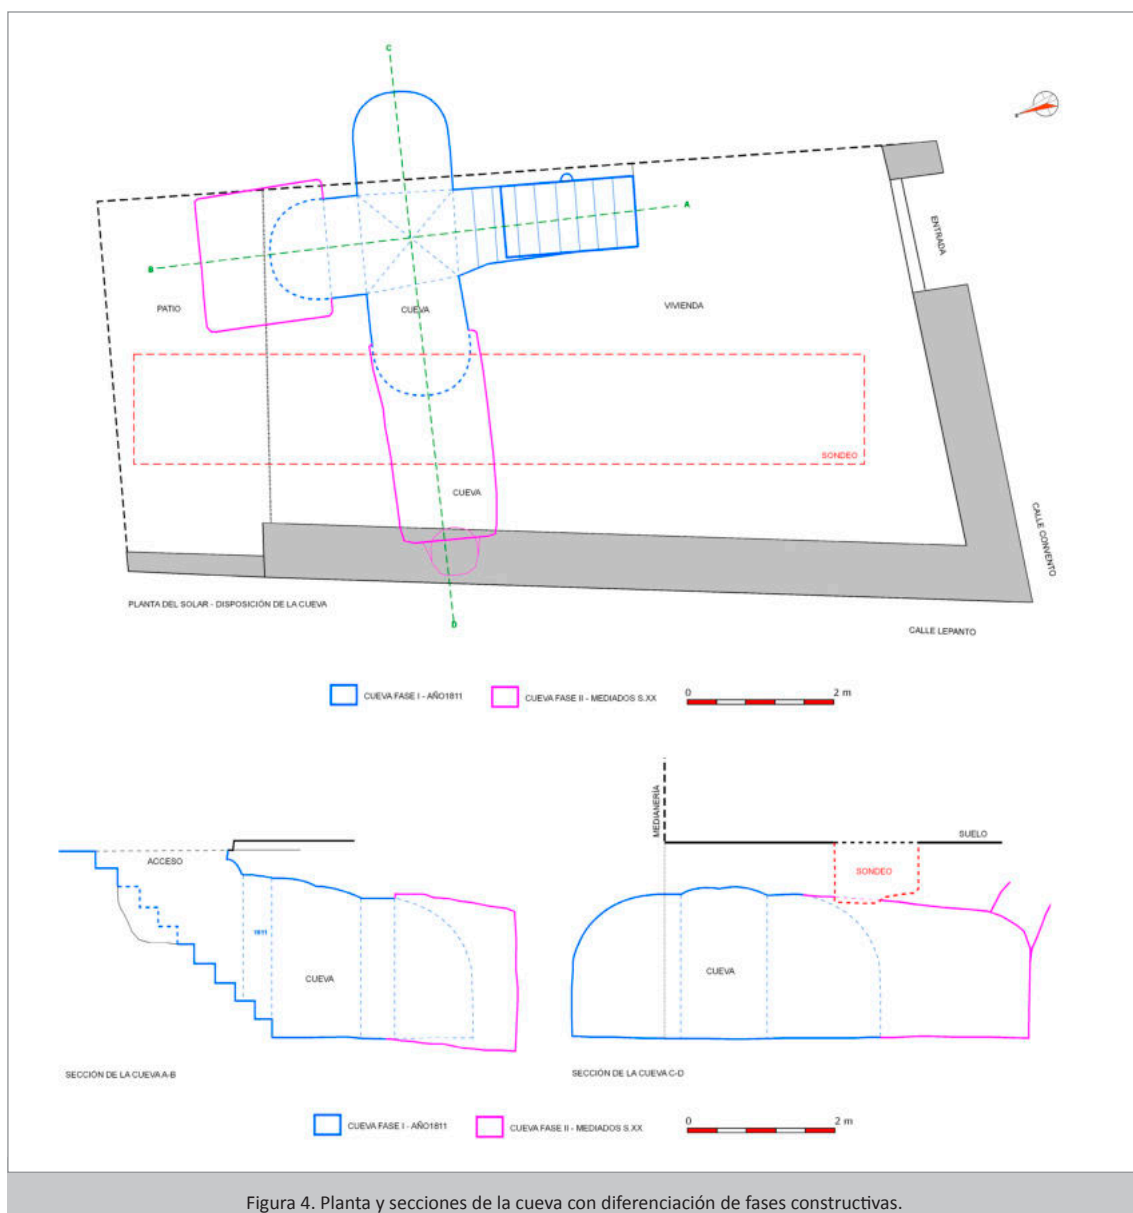 C
A
B
ENTRADA
PATIO
CUEVA
VIVIENDA
SONDEO
CUEVA
CALLE CONVENTO
D
PLANTA DEL SOLAR - DISPOSICIÓN DE LA CUEVA
CALLE LEPANTO
CUEVA FASE I - AÑO1811
CUEVA FASE II - MEDIADOS S.XX
0 2 m
MEDIANERÍA
SUELO
ACCESO
SONDEO
1811
CUEVA
CUEVA
SECCIÓN DE LA CUEVA A-B
SECCIÓN DE LA CUEVA C-D
CUEVA FASE I - AÑO1811
CUEVA FASE II - MEDIADOS S.XX
0 2 m
Figura 4. Planta y secciones de la cueva con diferenciación de fases constructivas.